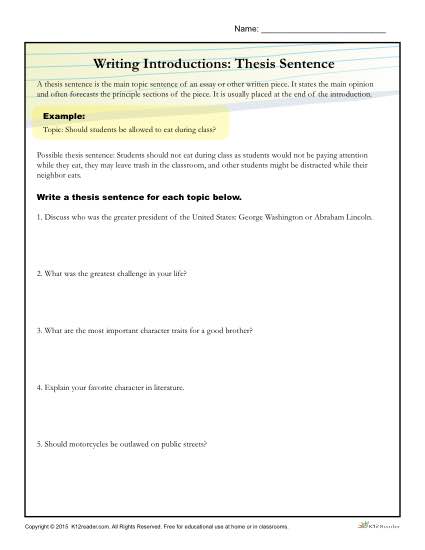 Name: ____________________
Writing Introductions: Thesis Sentence
A thesis sentence is the main topic sentence of an essay or other written piece. It states the main opinion
and often forecasts the principle sections of the piece. It is usually placed at the end of the introduction.
Example:
Topic: Should students be allowed to eat during class?
Possible thesis sentence: Students should not eat during class as students would not be paying attention
while they eat, they may leave trash in the classroom, and other students might be distracted while their
neighbor eats.
Write a thesis sentence for each topic below.
1. Discuss who was the greater president of the United States: George Washington or Abraham Lincoln.
2. What was the greatest challenge in your life?
3. What are the most important character traits for a good brother?
4. Explain your favorite character in literature.
5. Should motorcycles be outlawed on public streets?
Copyright © 2015 K12reader.com. All Rights Reserved. Free for educational use at home or in classrooms.
K12Reader